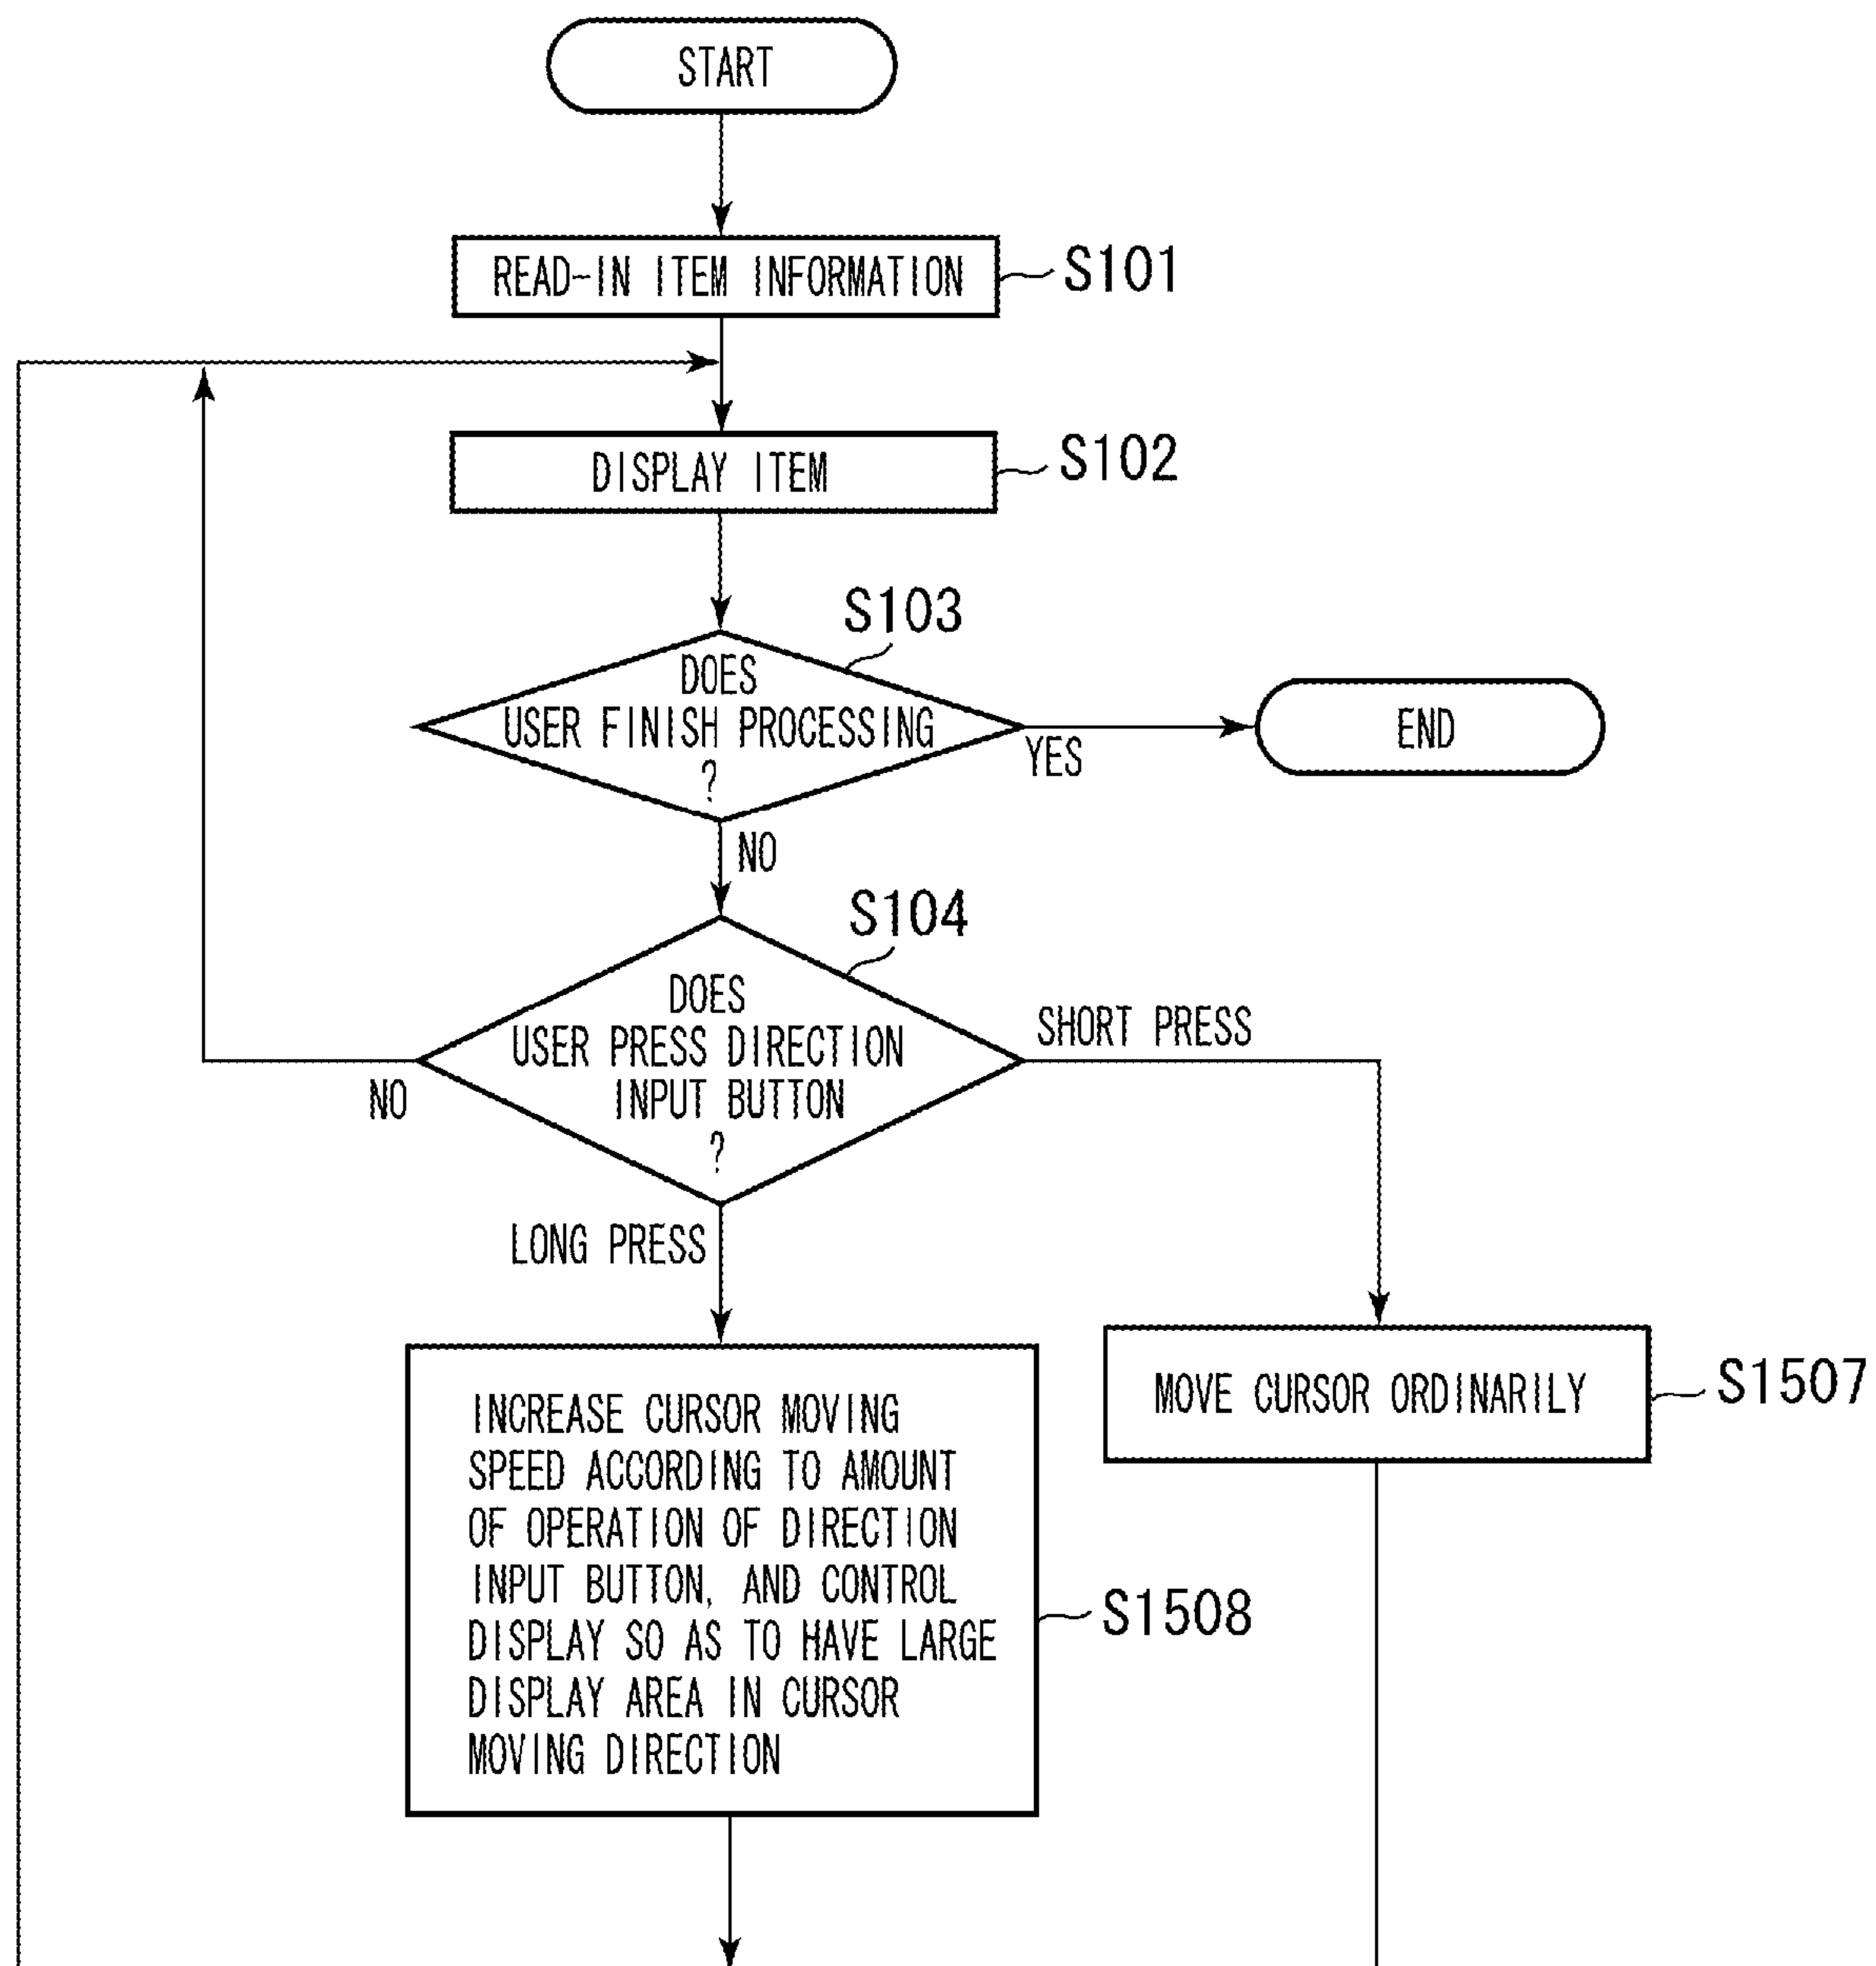 START
READ-IN ITEM INFORMATION
S101
DISPLAY ITEM
S102
S103
DOES
USER FINISH PROCESSING
?
YES
END
NO
S104
DOES
USER PRESS DIRECTION
INPUT BUTTON
?
SHORT PRESS
NO
LONG PRESS
MOVE CURSOR ORDINARILY
S1507
INCREASE CURSOR MOVING
SPEED ACCORDING TO AMOUNT
OF OPERATION OF DIRECTION
INPUT BUTTON, AND CONTROL
DISPLAY SO AS TO HAVE LARGE
DISPLAY AREA IN CURSOR
MOVING DIRECTION
S1508